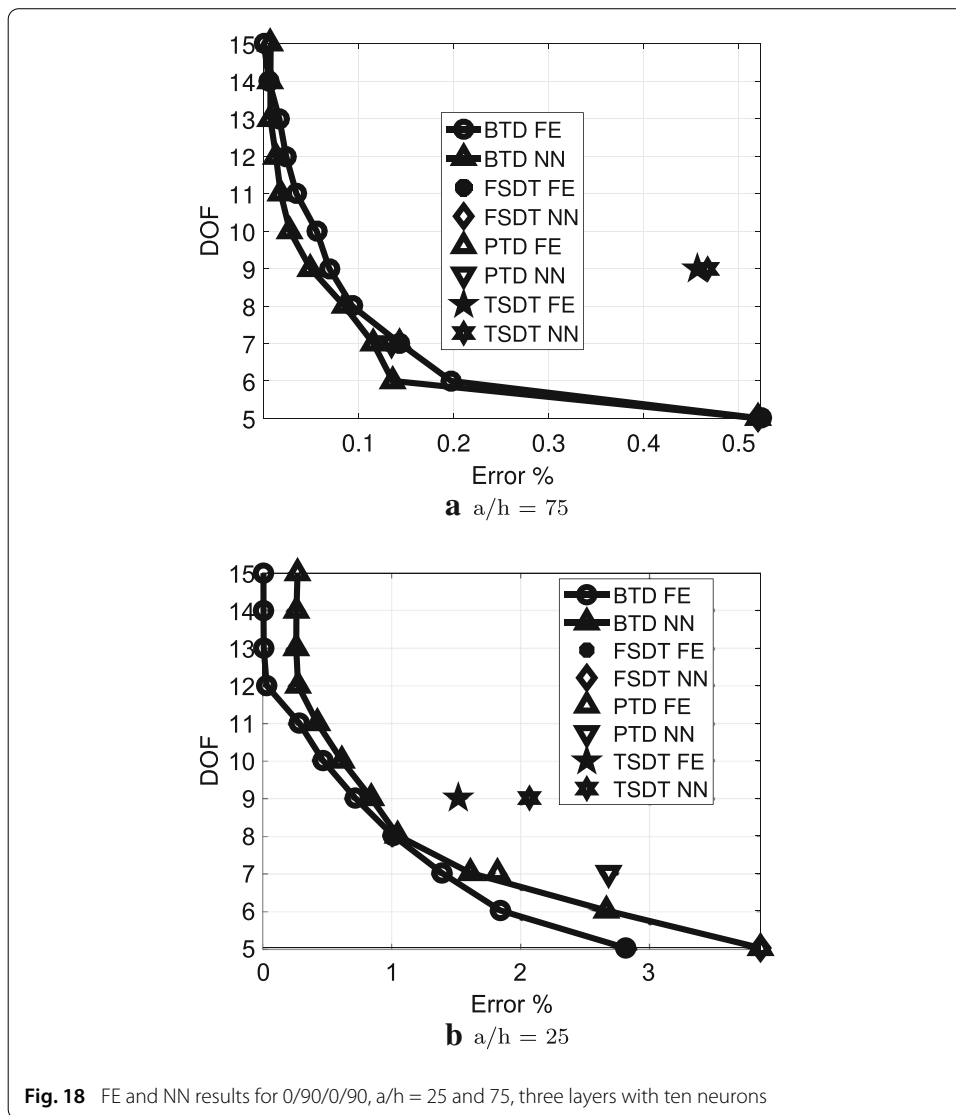 15
14
13
12
11
10
9
8
7
6
5
DOF
BTD FE
BTD NN
FSDT FE
FSDT NN
PTD FE
PTD NN
TSDT FE
TSDT NN
0.1 0.2 0.3 0.4 0.5
Error %
a a/h = 75
15
14
13
12
11
10
9
8
7
6
5
DOF
BTD FE
BTD NN
FSDT FE
FSDT NN
PTD FE
PTD NN
TSDT FE
TSDT NN
0 1 2 3
Error %
b a/h = 25
Fig. 18 FE and NN results for 0/90/0/90, a/h = 25 and 75, three layers with ten neurons